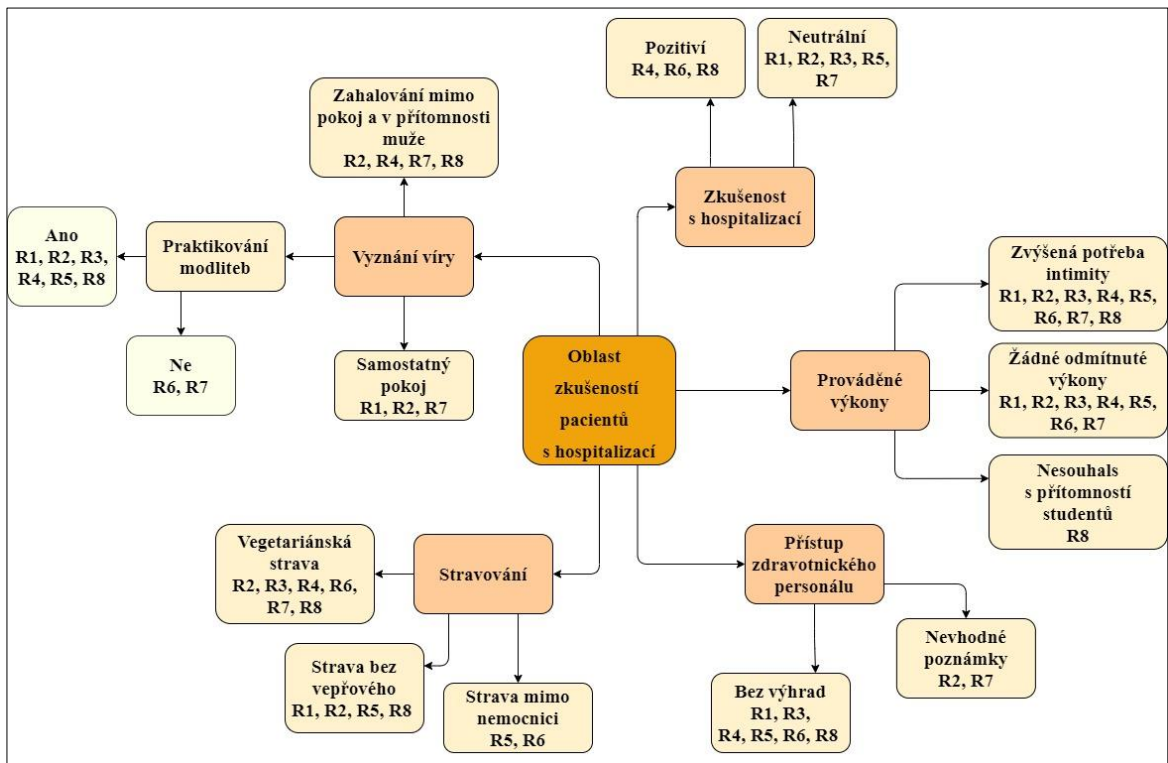 Pozitiví
R4, R6, R8
Neutrální
R1, R2, R3, R5,
R7
Zahalování mimo
pokoj a v přítomnosti
muže
R2, R4, R7, R8
Zkušenost
s hospitalizací
Ano
R1, R2, R3,
R4, R5, R8
Praktikování
modliteb
Vyznání víry
Zvýšená potřeba
intimity
R1, R2, R3, R4, R5,
R6, R7, R8
Ne
R6, R7
Samostatný
pokoj
R1, R2, R7
Oblast
zkušeností
pacientů
s hospitalizací
Prováděné
výkony
Žádné odmítnuté
výkony
R1, R2, R3, R4, R5,
R6, R7
Nesouhals
s přítomností
studentů
R8
Vegetariánská
strava
R2, R3, R4, R6,
R7, R8
Stravování
Přístup
zdravotnického
personálu
Strava bez
vepřového
R1, R2, R5, R8
Strava mimo
nemocnici
R5, R6
Bez výhrad
R1, R3,
R4, R5, R6, R8
Nevhodné
poznámky
R2, R7